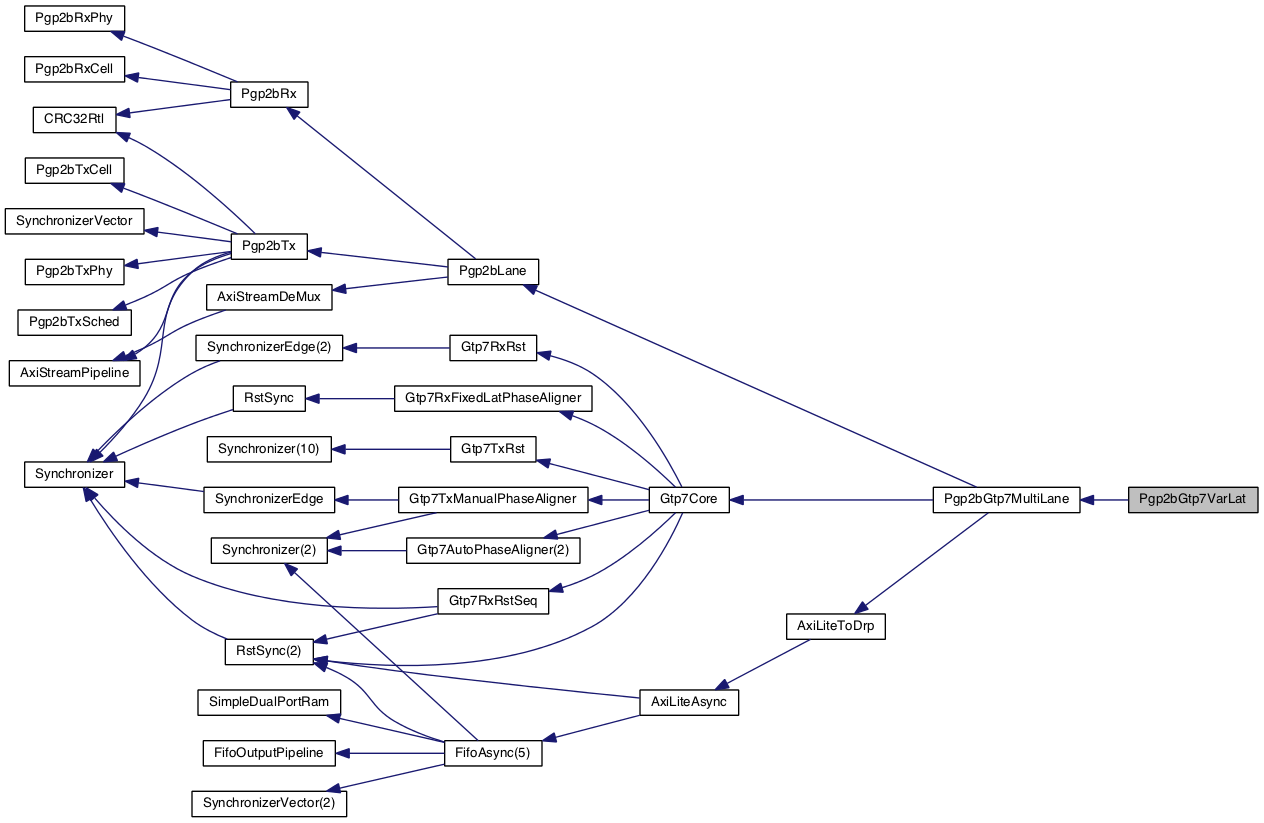 Pgp2bRxPhy
Pgp2bRxCell
Pgp2bRx
CRC32Rtl
Pgp2bTxCell
SynchronizerVector
Pgp2bTx
Pgp2bTxPhy
Pgp2bLane
AxiStreamDeMux
Pgp2bTxSched
SynchronizerEdge(2)
Gtp7RxRst
AxiStreamPipeline
RstSync
Gtp7RxFixedLatPhaseAligner
Synchronizer(10)
Gtp7TxRst
Synchronizer
SynchronizerEdge
Gtp7TxManualPhaseAligner
Gtp7Core
Pgp2bGtp7MultiLane
Pgp2bGtp7VarLat
Synchronizer(2)
Gtp7AutoPhaseAligner(2)
Gtp7RxRstSeq
AxiLiteToDrp
RstSync(2)
SimpleDualPortRam
AxiLiteAsync
FifoOutputPipeline
FifoAsync(5)
SynchronizerVector(2)